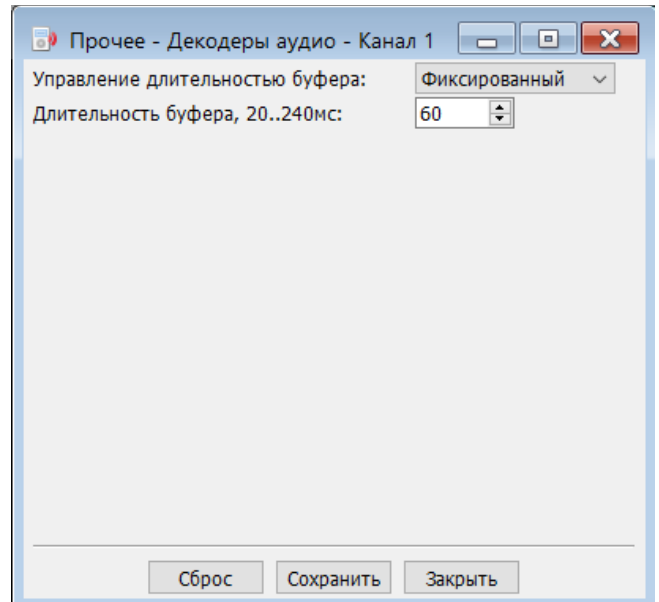 Прочее - Декодеры аудио - Канал 1
Управление длительностью буфера: Фиксированный
Длительность буфера, 20..240мс: 60
Сброс Сохранить Закрыть